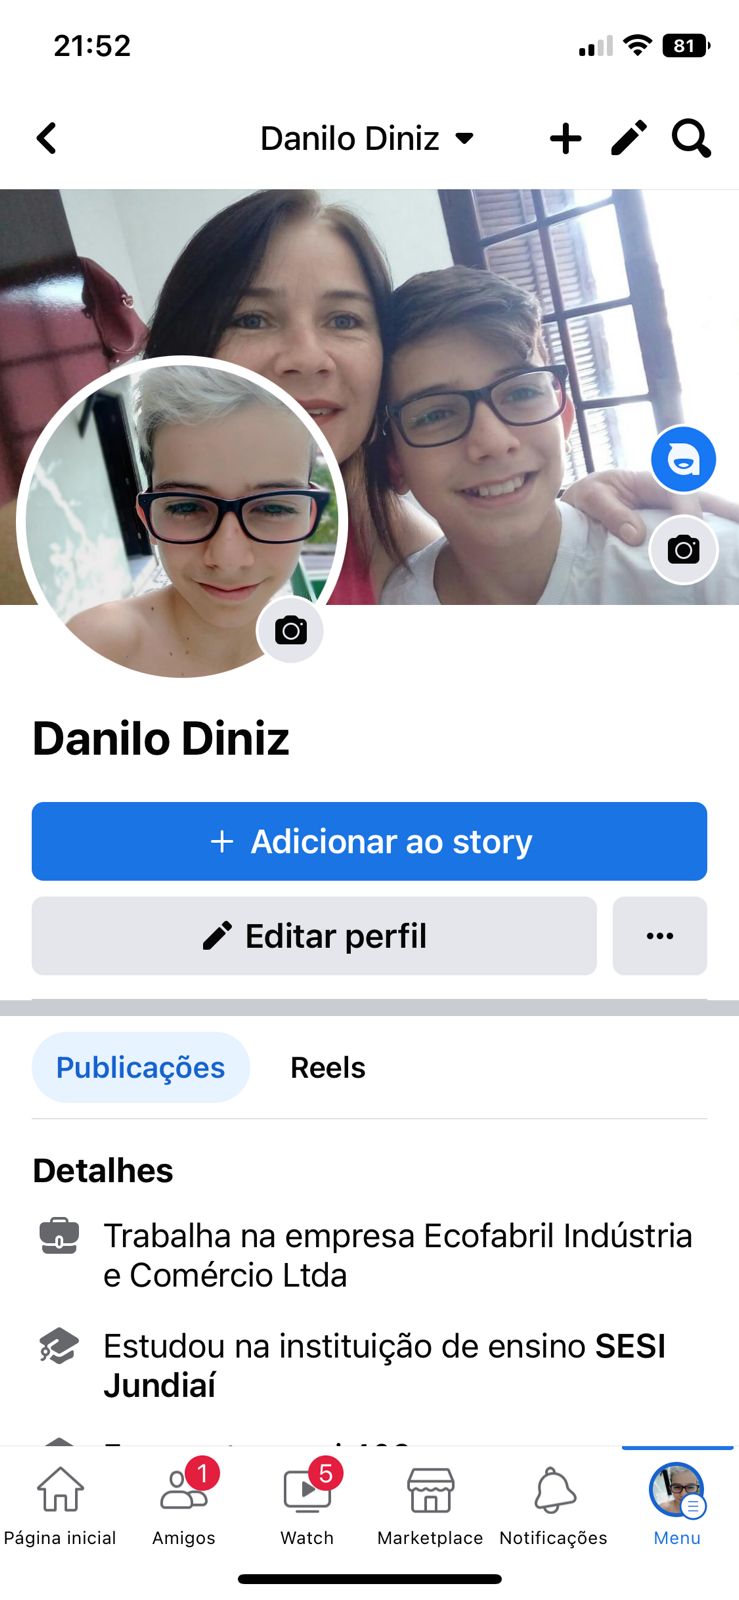 21:52
81
Danilo Diniz
Danilo Diniz
+ Adicionar ao story
Editar perfil
Publicações
Reels
Detalhes
Trabalha na empresa Ecofabril Indústria
e Comércio Ltda
Estudou na instituição de ensino SESI
Jundiaí
1
5
Página inicial
Amigos
Watch
Marketplace
Notificações
Menu